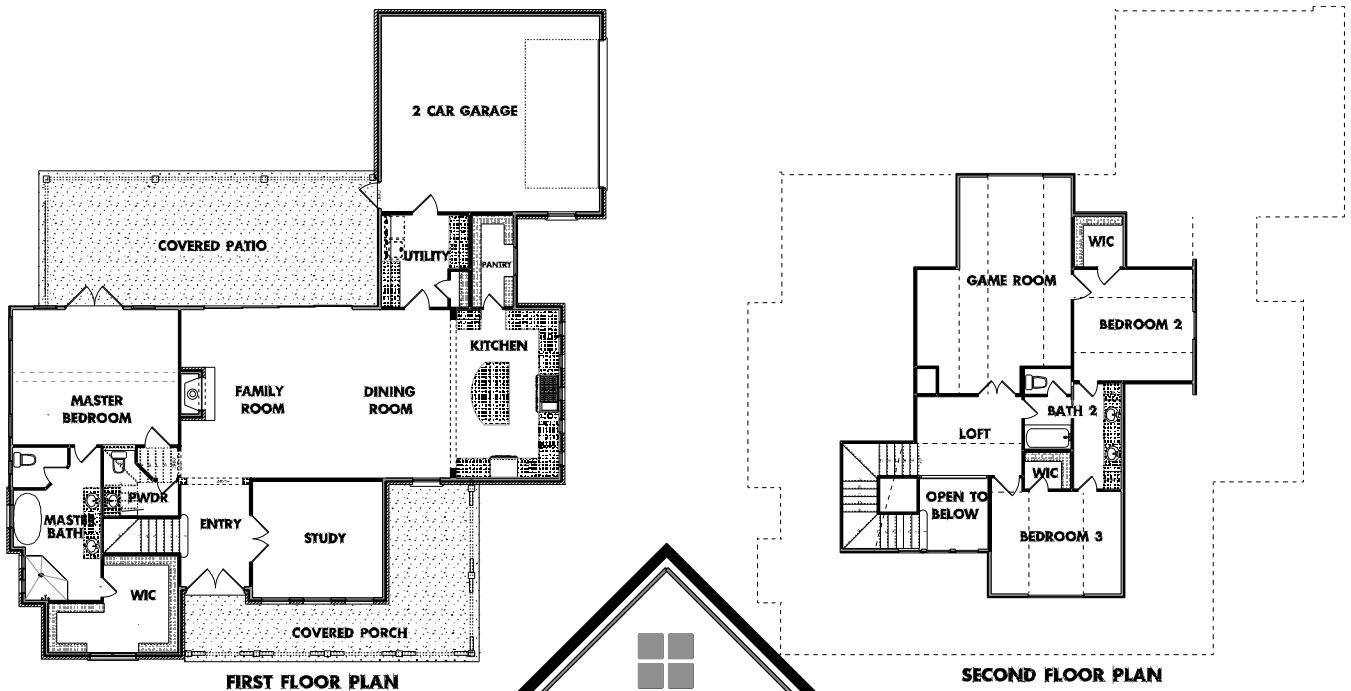 2 CAR GARAGE
COVERED PATIO
UTILITY
PANTRY
KITCHEN
MASTER
BEDROOM
FAMILY
ROOM
DINING
ROOM
PWDR
MASTER
BATH
ENTRY
STUDY
WIC
COVERED PORCH
FIRST FLOOR PLAN
WIC
GAME ROOM
BEDROOM 2
BATH 2
LOFT
WIC
OPEN TO
BELOW
BEDROOM 3
SECOND FLOOR PLAN